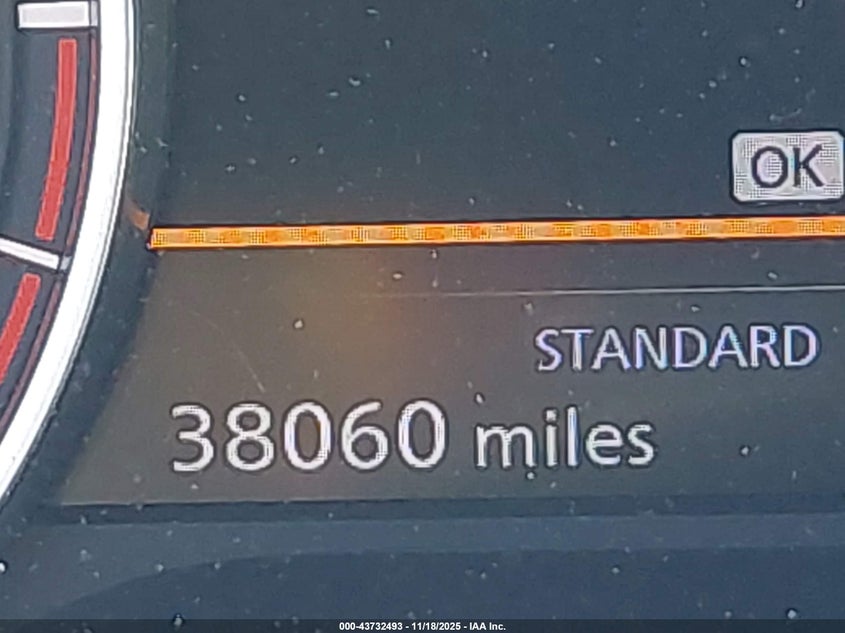 OK
STANDARD
38060 miles
000-43732493 - 11/18/2025 - IAA Inc.